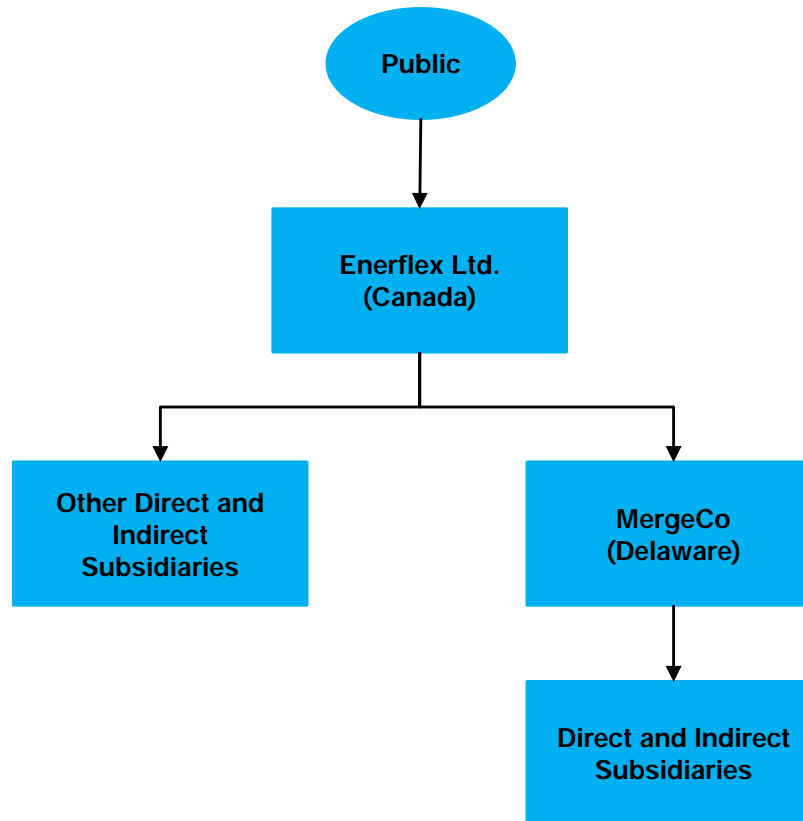 Public
Enerflex Ltd.
(Canada)
Other Direct and
Indirect
Subsidiaries
MergeCo
(Delaware)
Direct and Indirect
Subsidiaries